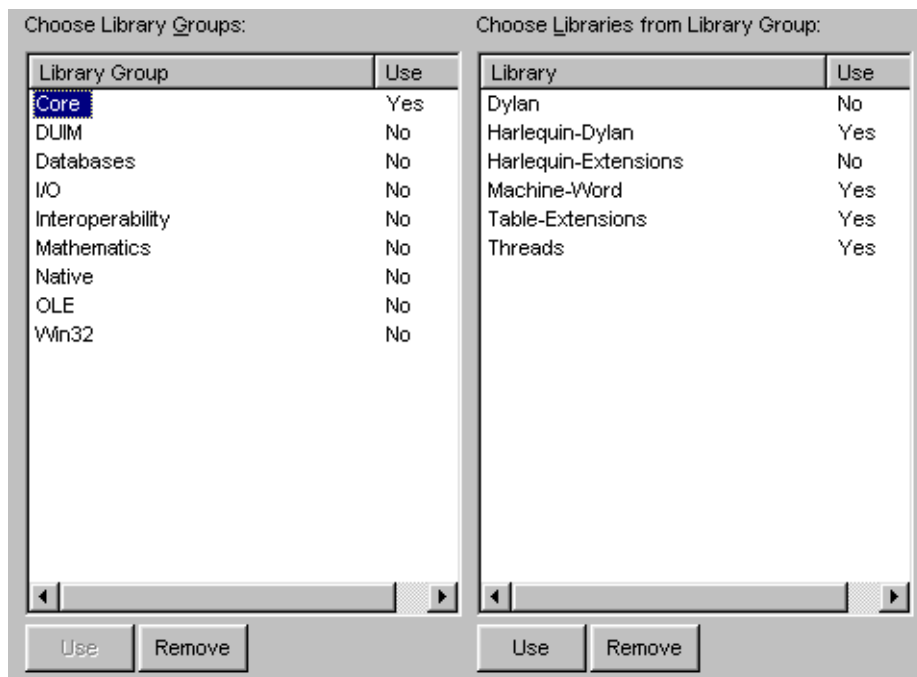 Choose Library Groups:
Library Group Use
Core Yes
DUIM No
Databases No
I/O No
Interoperability No
Mathematics No
Native No
OLE No
Win32 No
Use Remove
Choose Libraries from Library Group:
Library Use
Dylan No
Harlequin-Dylan Yes
Harlequin-Extensions No
Machine-Word Yes
Table-Extensions Yes
Threads Yes
Use Remove